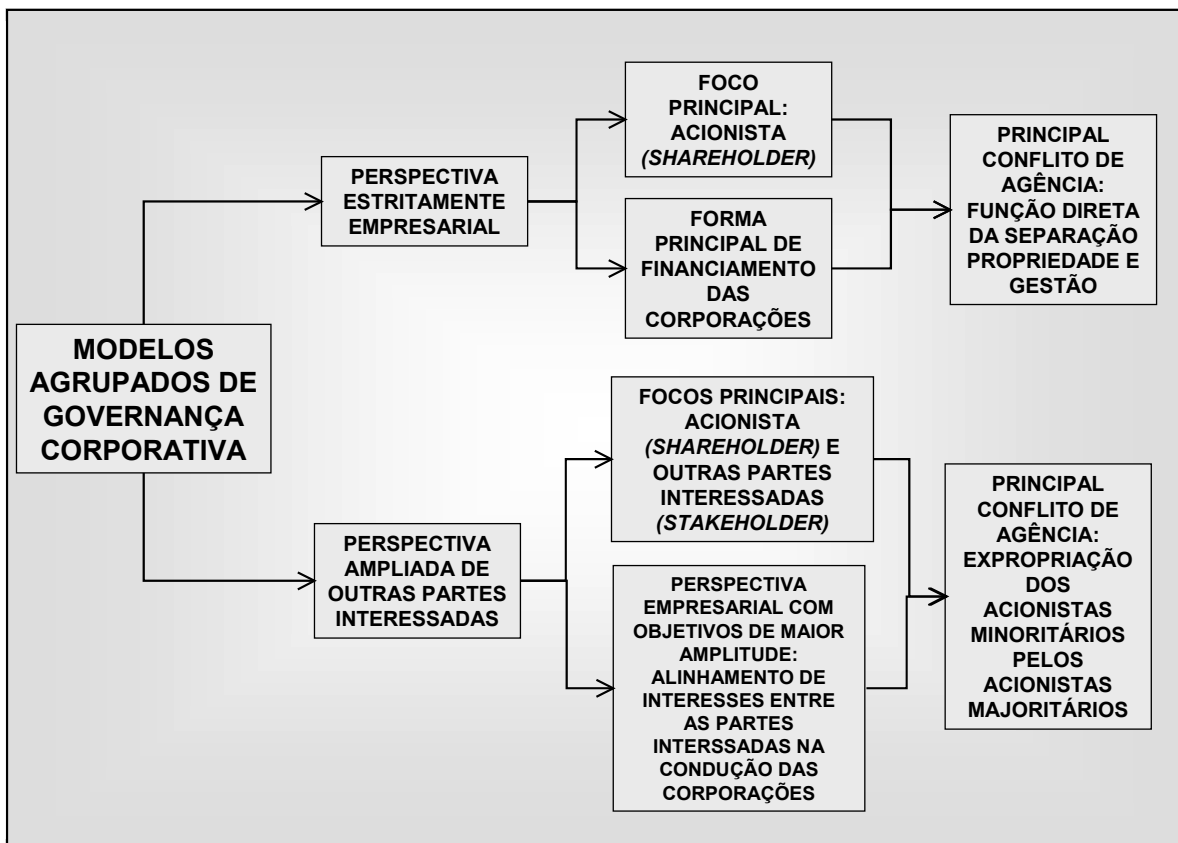 MODELOS
AGRUPADOS DE
GOVERNANÇA
CORPORATIVA
PERSPECTIVA
ESTRITAMENTE
EMPRESARIAL
FOCO
PRINCIPAL:
ACIONISTA
(SHAREHOLDER)
FORMA
PRINCIPAL DE
FINANCIAMENTO
DAS
CORPORAÇÕES
PRINCIPAL
CONFLITO DE
AGÊNCIA:
FUNÇÃO DIRETA
DA SEPARAÇÃO
PROPRIEDADE E
GESTÃO
PERSPECTIVA
AMPLIADA DE
OUTRAS PARTES
INTERESSADAS
FOCOS PRINCIPAIS:
ACIONISTA
(SHAREHOLDER) E
OUTRAS PARTES
INTERESSADAS
(STAKEHOLDER)
PERSPECTIVA
EMPRESARIAL COM
OBJETIVOS DE MAIOR
AMPLITUDE:
ALINHAMENTO DE
INTERESSES ENTRE
AS PARTES
INTERSSADAS NA
CONDUÇÃO DAS
CORPORAÇÕES
PRINCIPAL
CONFLITO DE
AGÊNCIA:
EXPROPRIAÇÃO
DOS
ACIONISTAS
MINORITÁRIOS
PELOS
ACIONISTAS
MAJORITÁRIOS